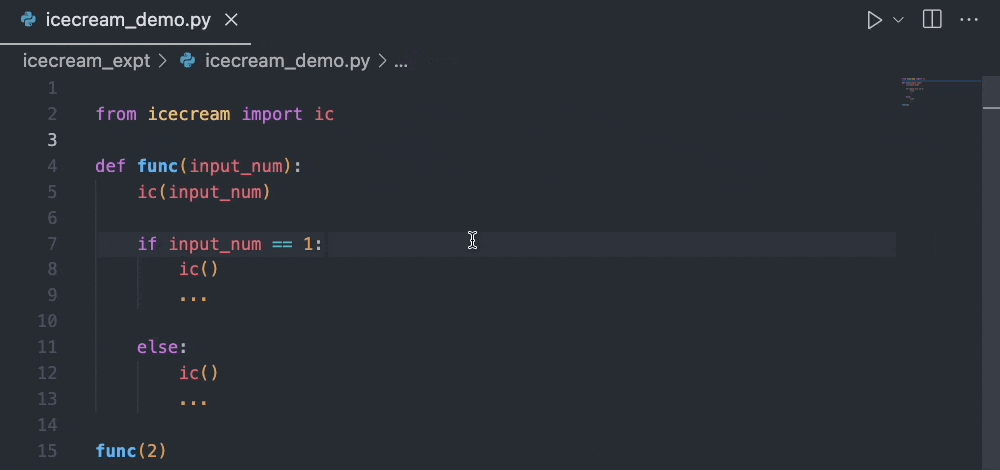 icecream_demo.py
icecream_expt > icecream_demo.py > ...
1
2 from icecream import ic
3
4 def func(input_num):
5     ic(input_num)
6
7     if input_num == 1:
8         ic()
9         ...
10
11     else:
12         ic()
13         ...
14
15 func(2)